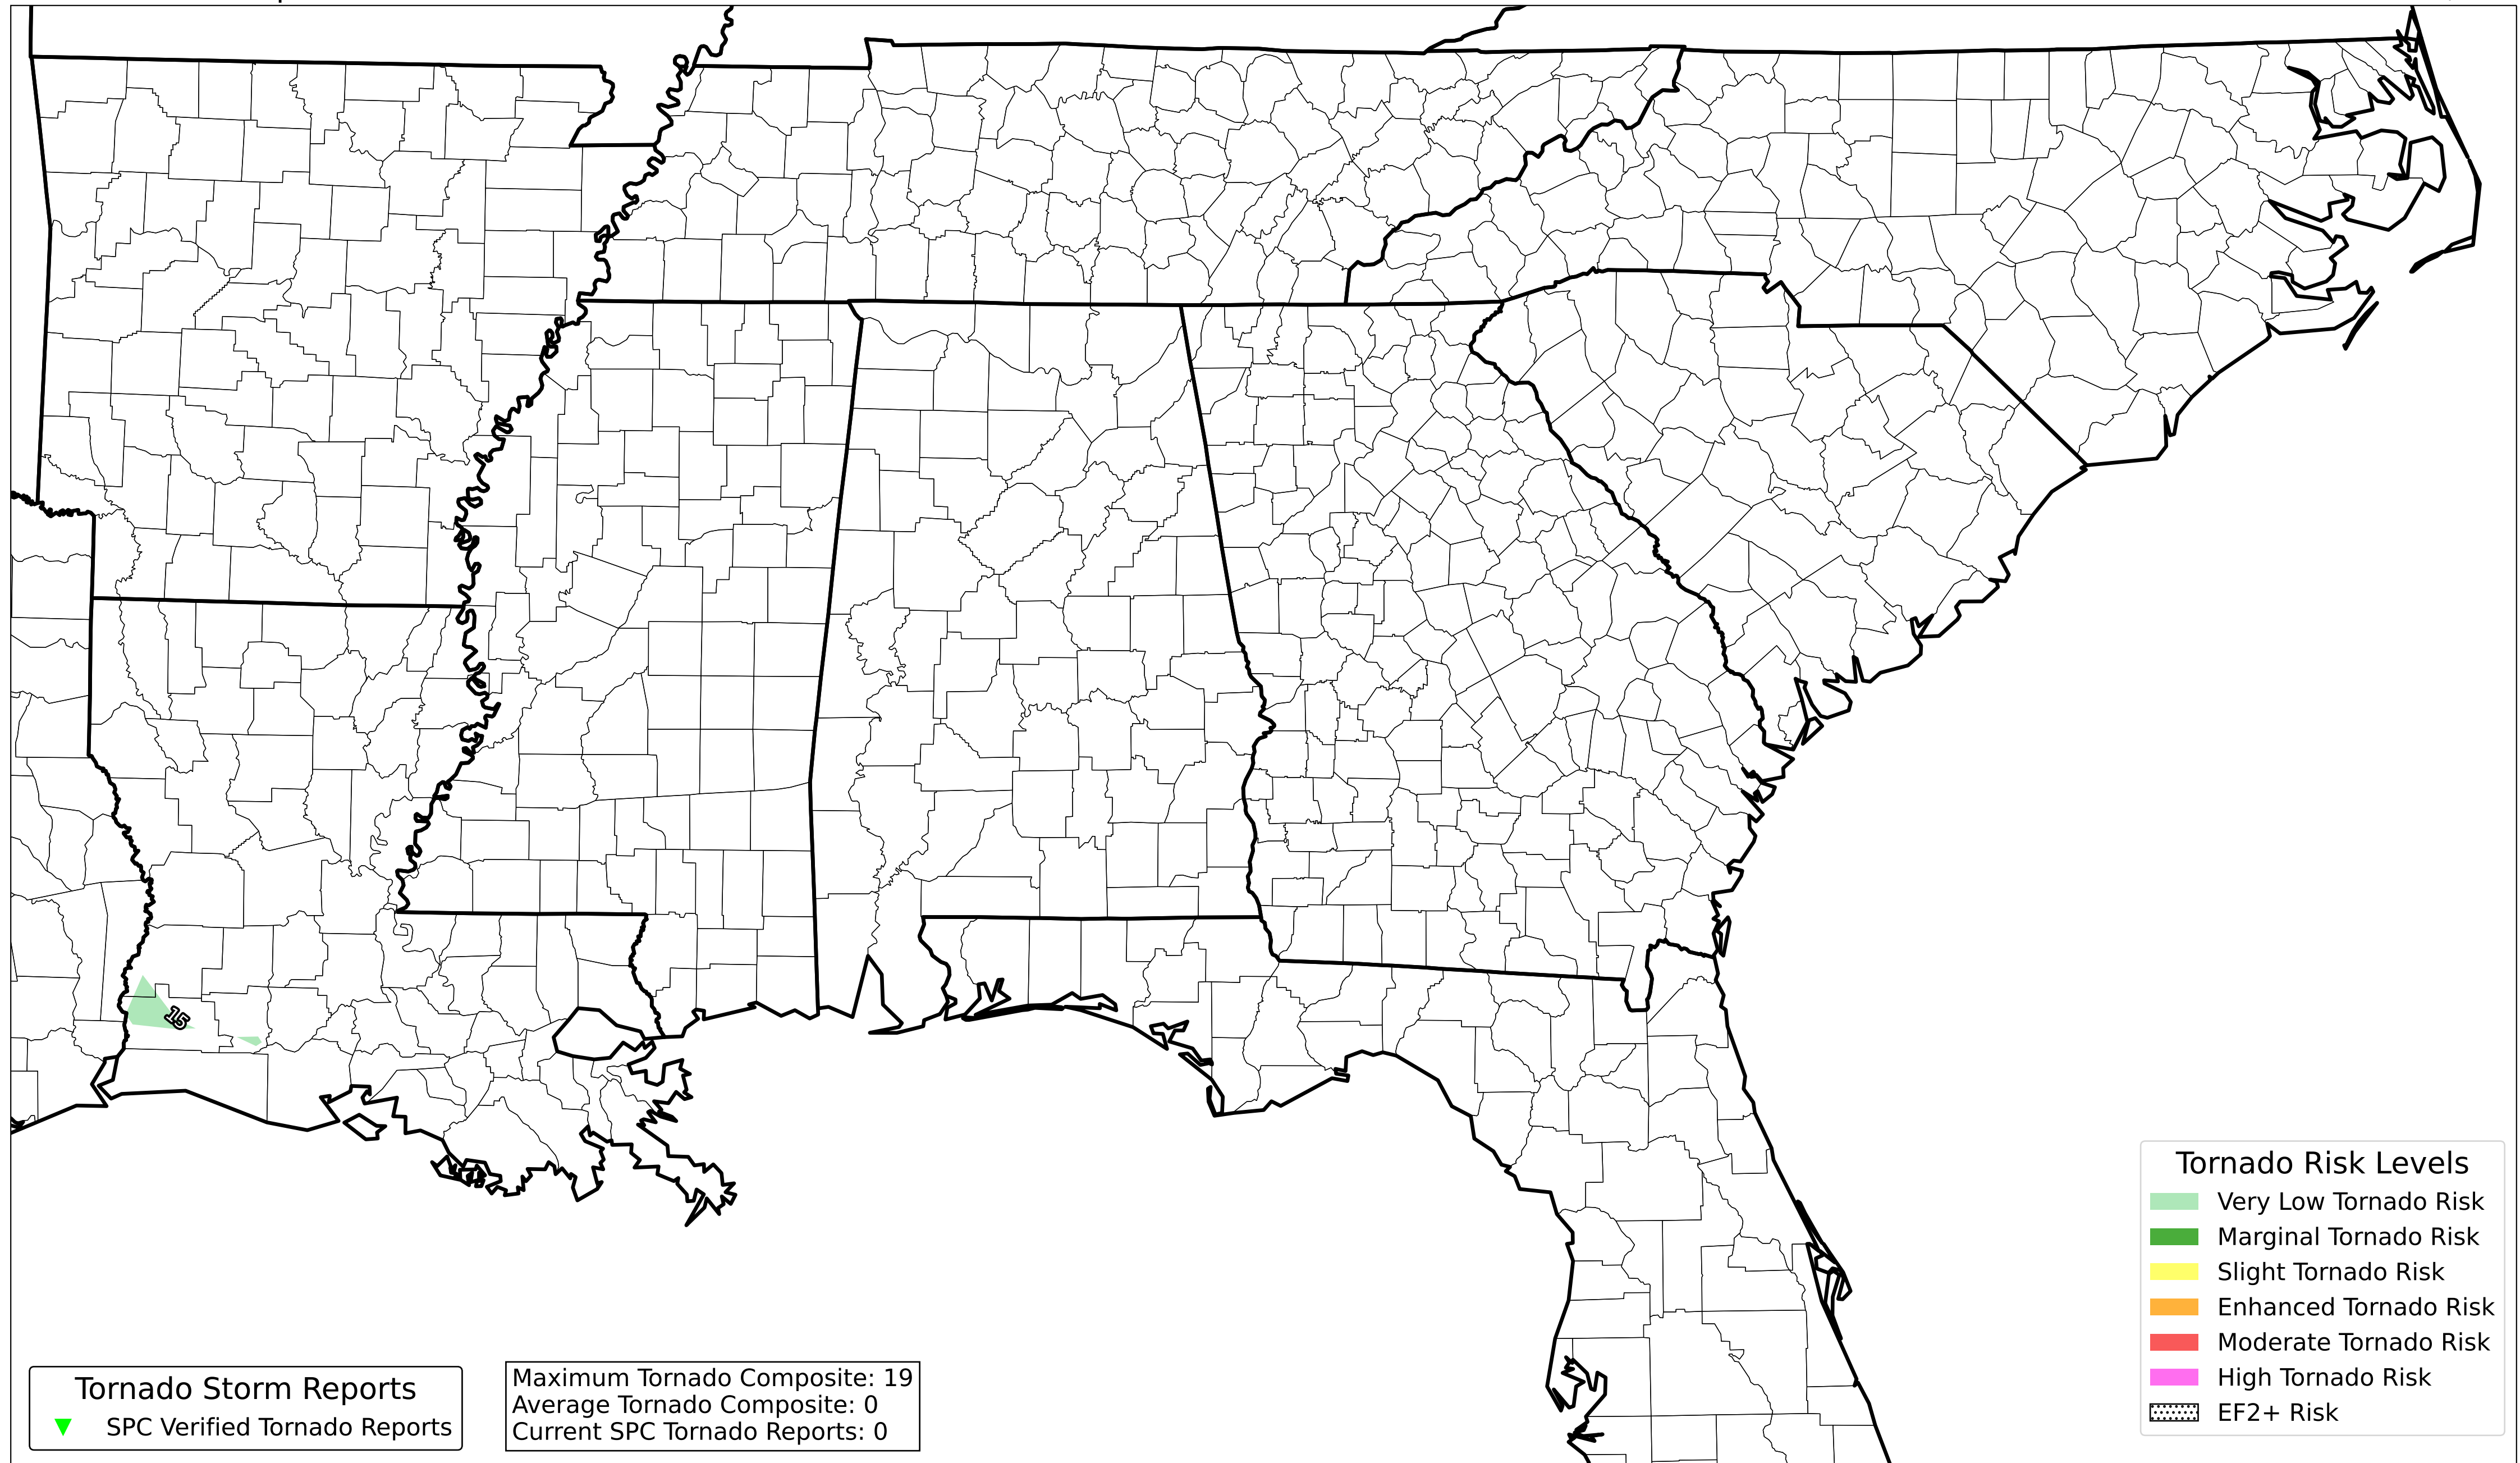 15
Tornado Risk Levels
Very Low Tornado Risk
Marginal Tornado Risk
Slight Tornado Risk
Enhanced Tornado Risk
Moderate Tornado Risk
High Tornado Risk
EF2+ Risk
Tornado Storm Reports
SPC Verified Tornado Reports
Maximum Tornado Composite: 19
Average Tornado Composite: 0
Current SPC Tornado Reports: 0